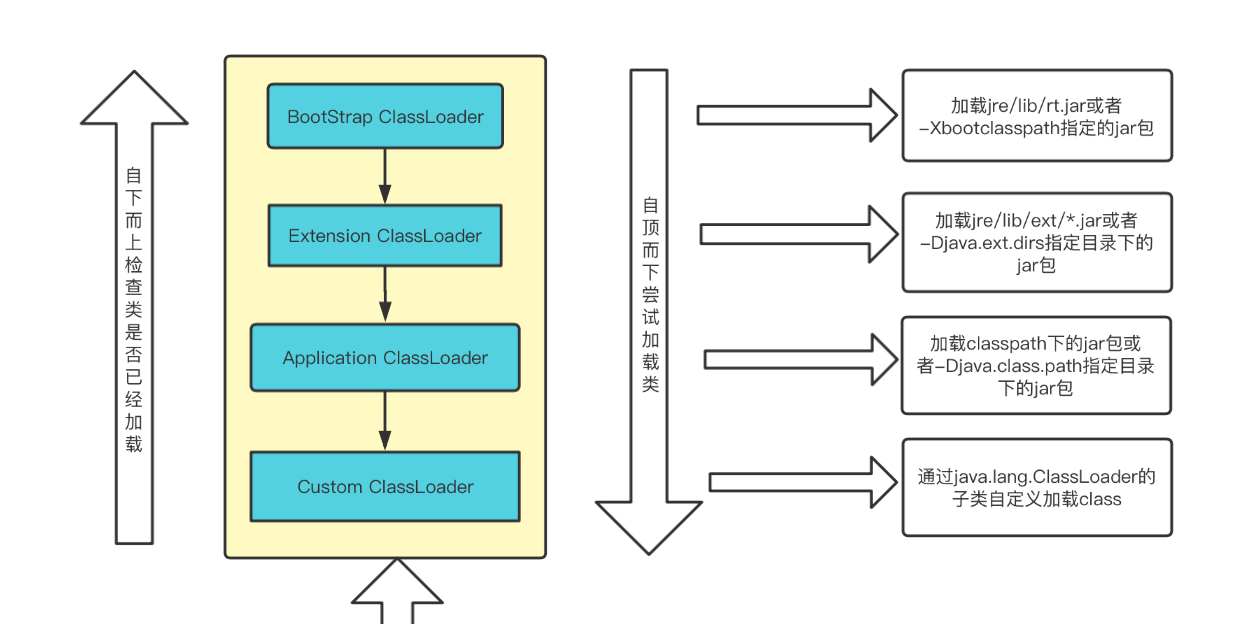 自下而上检查类是否已经加载
BootStrap ClassLoader
Extension ClassLoader
Application ClassLoader
Custom ClassLoader
自顶而下尝试加载类
加载jre/lib/rt.jar或者
-Xbootclasspath指定的jar包
加载jre/lib/ext/*.jar或者
-Djava.ext.dirs指定目录下的
jar包
加载classpath下的jar包或
者-Djava.class.path指定目录
下的jar包
通过java.lang.ClassLoader的
子类自定义加载class